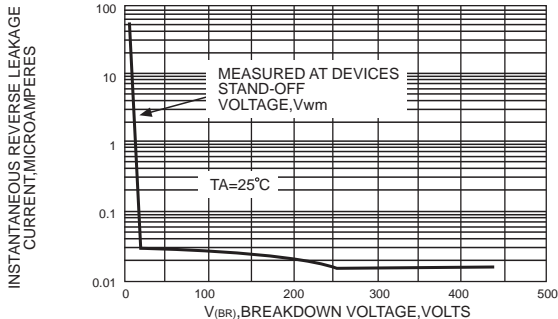 INSTANTANEOUS REVERSE LEAKAGE
CURRENT,MICROAMPERES
100
10
1
0.1
0.01
MEASURED AT DEVICES
STAND-OFF
VOLTAGE,Vwm
TA=25°C
0
100
200
300
400
500
V(BR),BREAKDOWN VOLTAGE,VOLTS